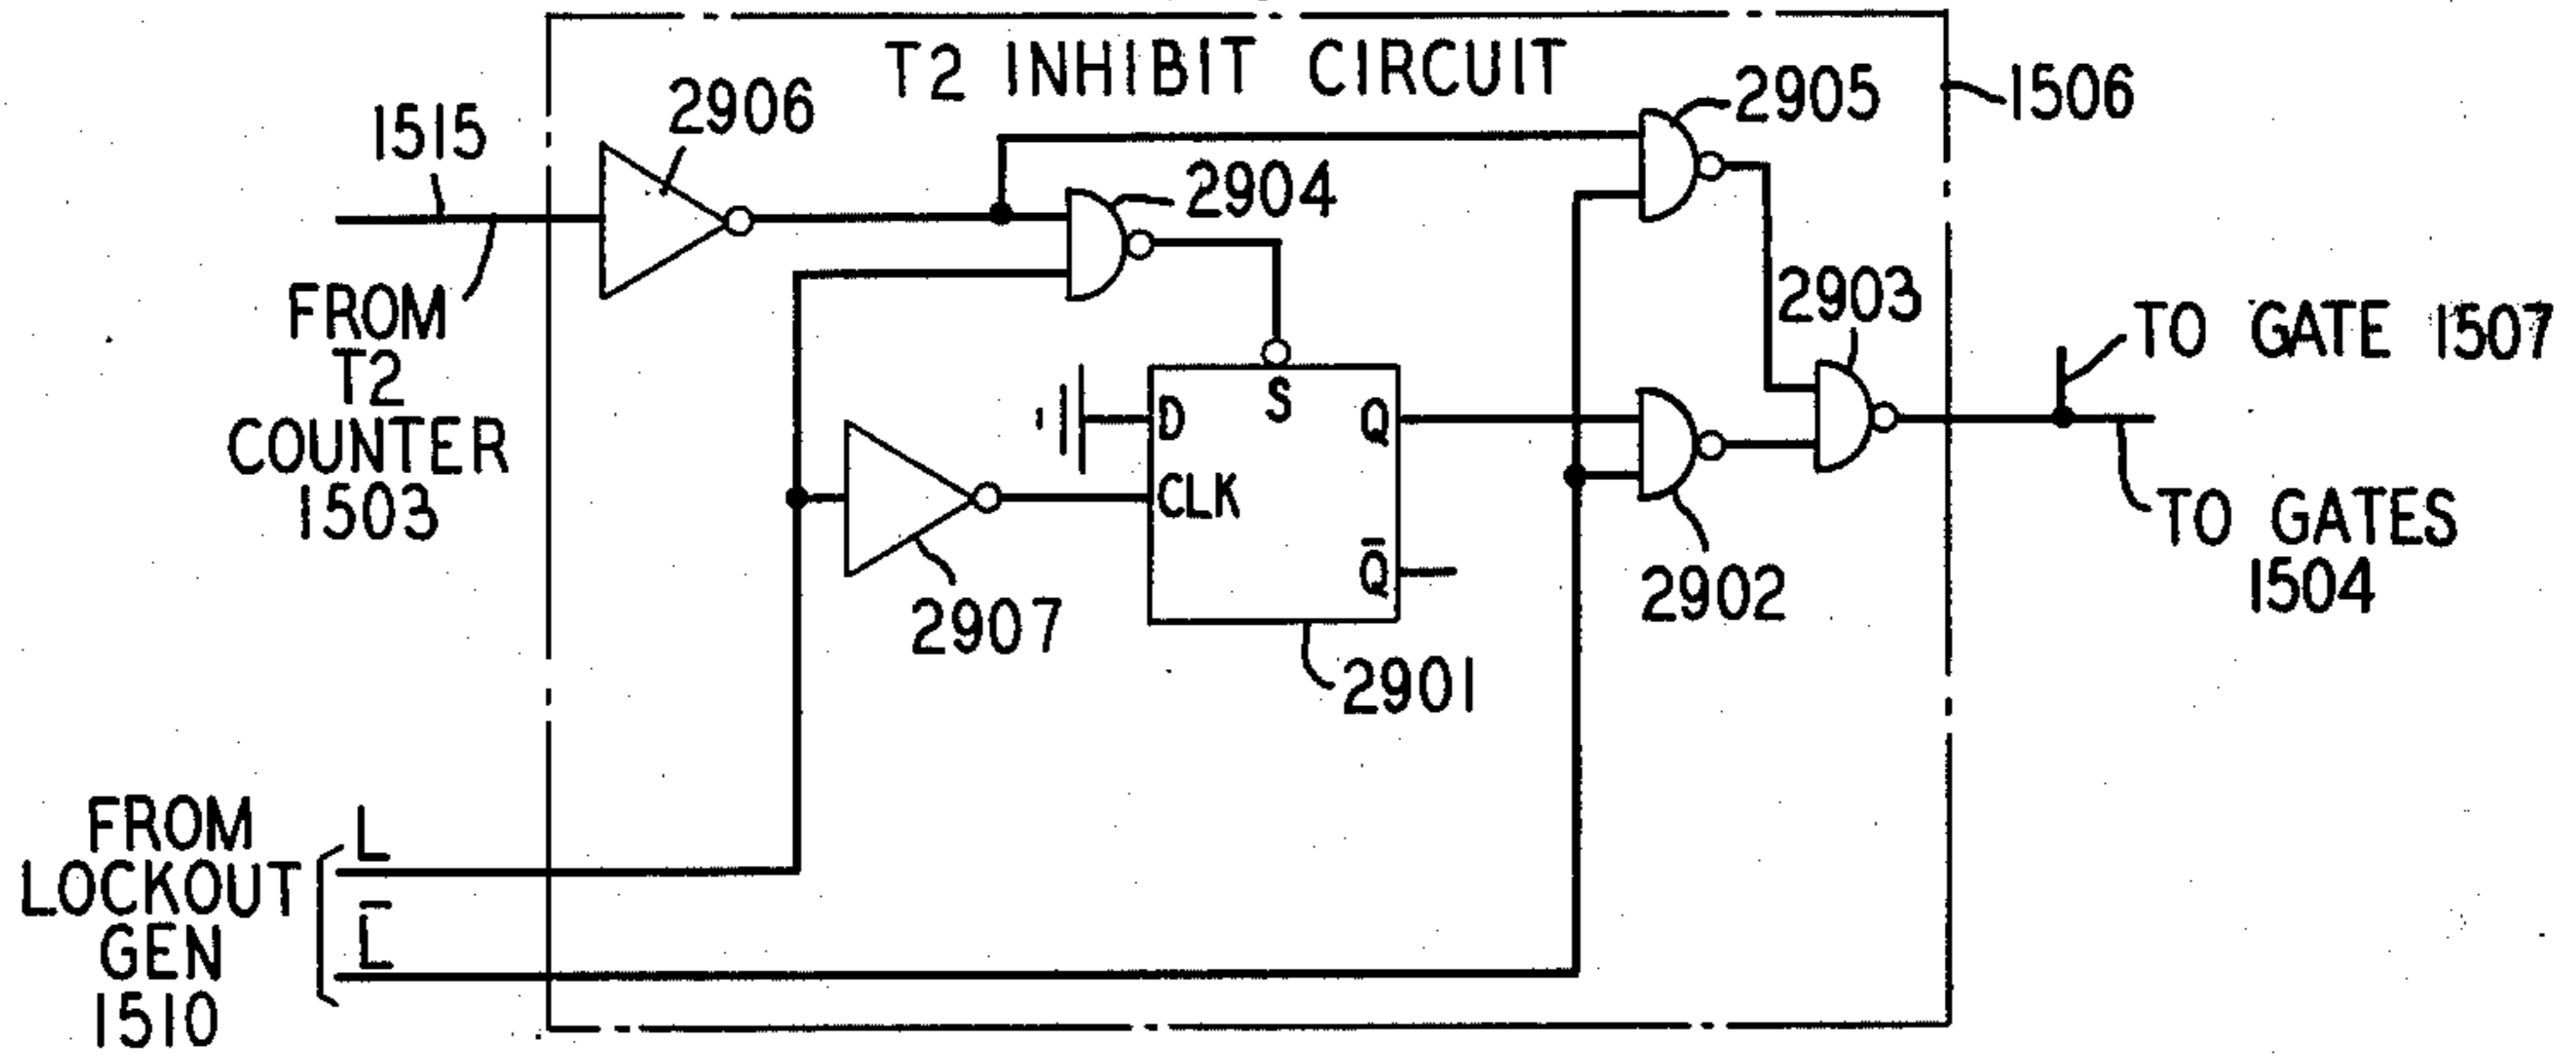 T2 INHIBIT CIRCUIT
1506
2906
2905
1515
2904
FROM
T2
COUNTER
1503
2903
TO GATE 1507
D
S
Q
CLK
Q̅
TO GATES
1504
2907
2902
2901
FROM
LOCKOUT
GEN
1510
L
L̅